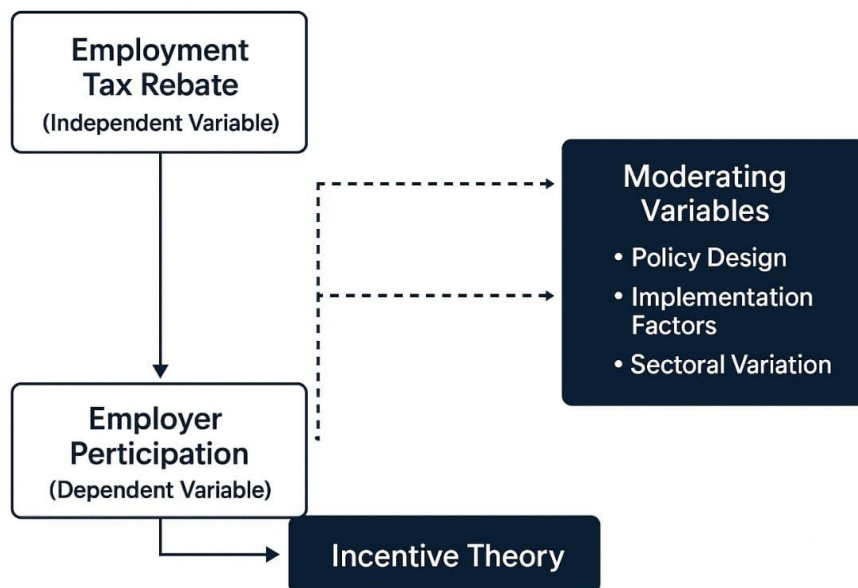 Employment
Tax Rebate
(Independent Variable)
Moderating
Variables
• Policy Design
• Implementation
Factors
• Sectoral Variation
Employer
Perticipation
(Dependent Variable)
Incentive Theory